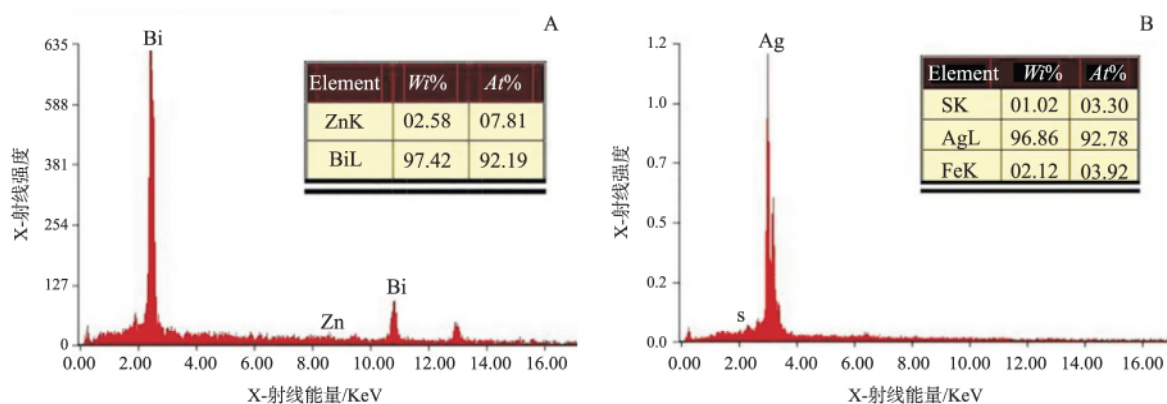 A
635
588
381
254
127
0
Bi
Zn
Bi
Element Wi% At%
ZnK 02.58 07.81
BiL 97.42 92.19
0.00 2.00 4.00 6.00 8.00 10.00 12.00 14.00 16.00
X-射线能量/KeV
X-射线强度
B
1.2
1.0
0.7
0.5
0.2
0.0
Ag
s
Element Wi% At%
SK 01.02 03.30
AgL 96.86 92.78
FeK 02.12 03.92
0.00 2.00 4.00 6.00 8.00 10.00 12.00 14.00 16.00
X-射线能量/KeV
X-射线强度